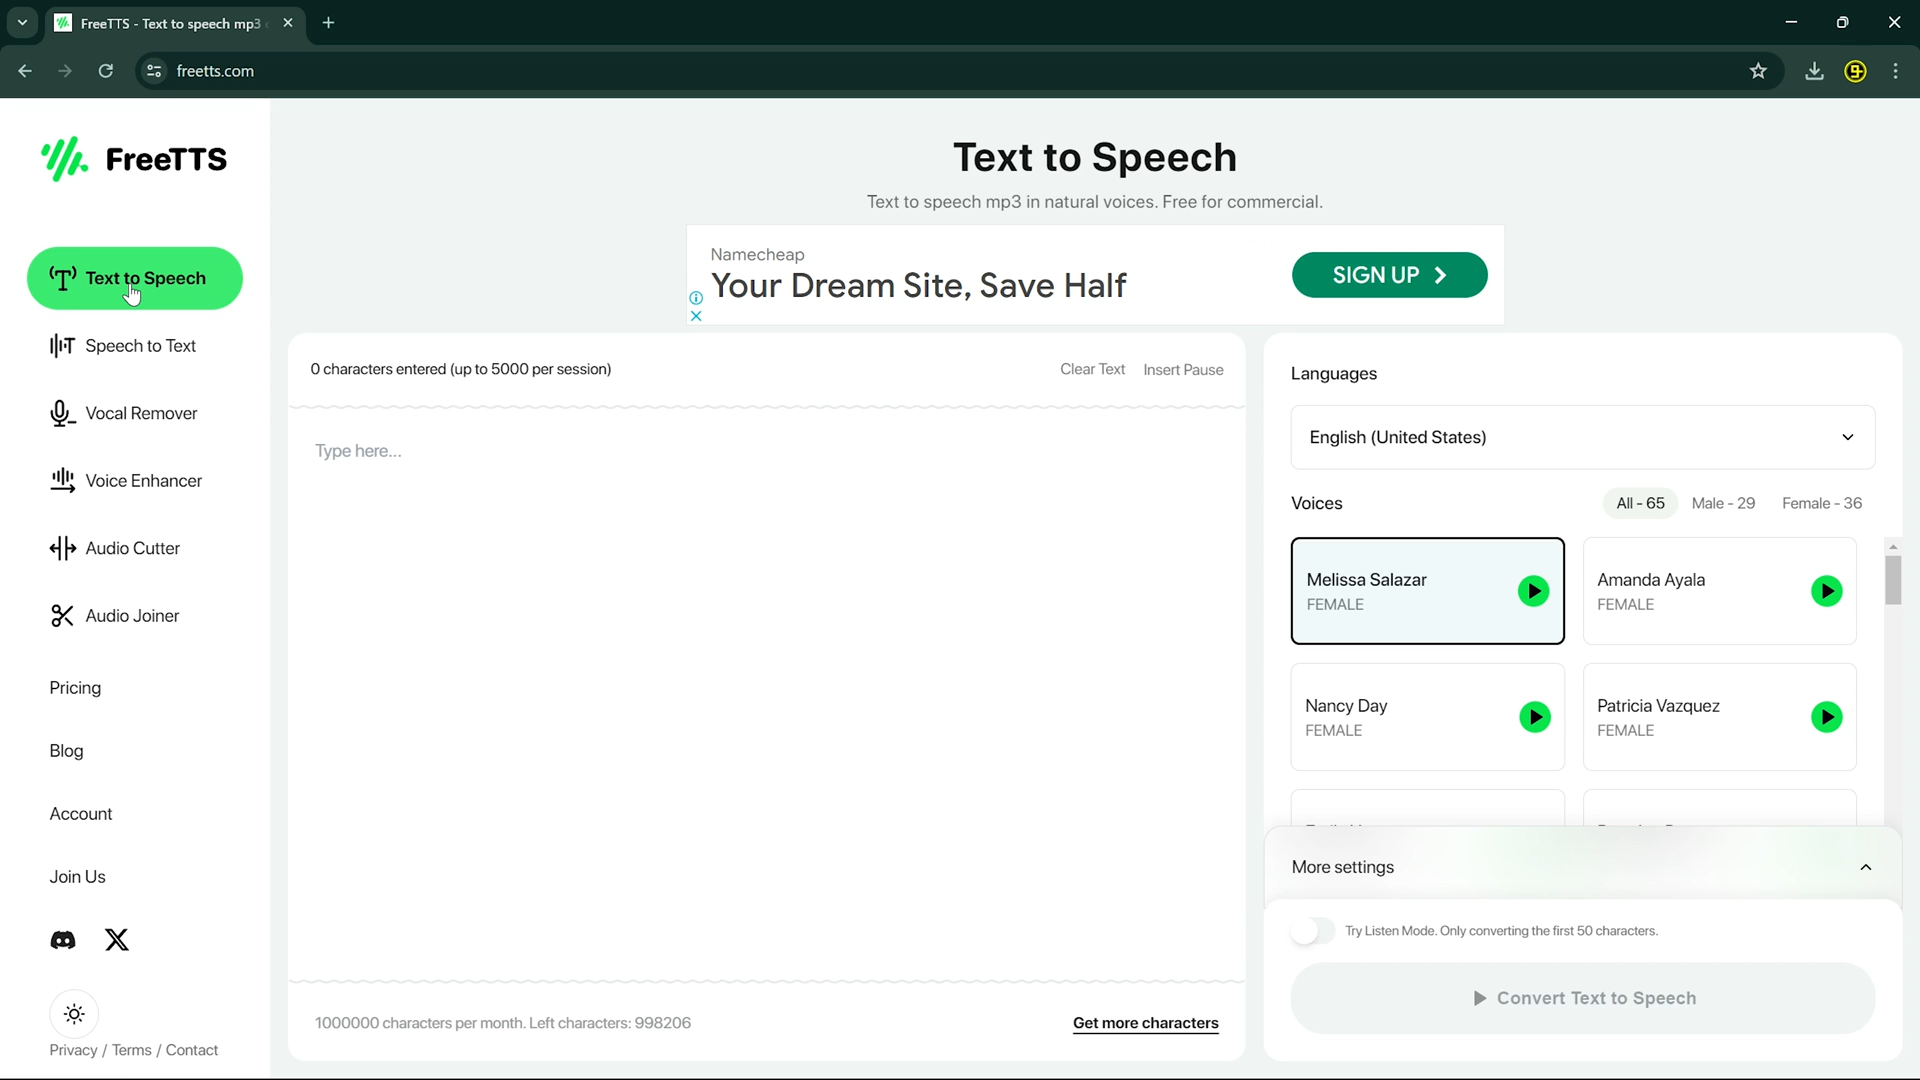 FreeTTS - Text to speech mp3
freetts.com
FreeTTS
Text to Speech
Speech to Text
Vocal Remover
Voice Enhancer
Audio Cutter
Audio Joiner
Pricing
Blog
Account
Join Us
Privacy / Terms / Contact
Text to Speech
Text to speech mp3 in natural voices. Free for commercial.
Namecheap
Your Dream Site, Save Half
SIGN UP
0 characters entered (up to 5000 per session)
Clear Text Insert Pause
Type here...
1000000 characters per month. Left characters: 998206
Get more characters
Languages
English (United States)
Voices
All - 65 Male - 29 Female - 36
Melissa Salazar
FEMALE
Amanda Ayala
FEMALE
Nancy Day
FEMALE
Patricia Vazquez
FEMALE
More settings
Try Listen Mode. Only converting the first 50 characters.
Convert Text to Speech